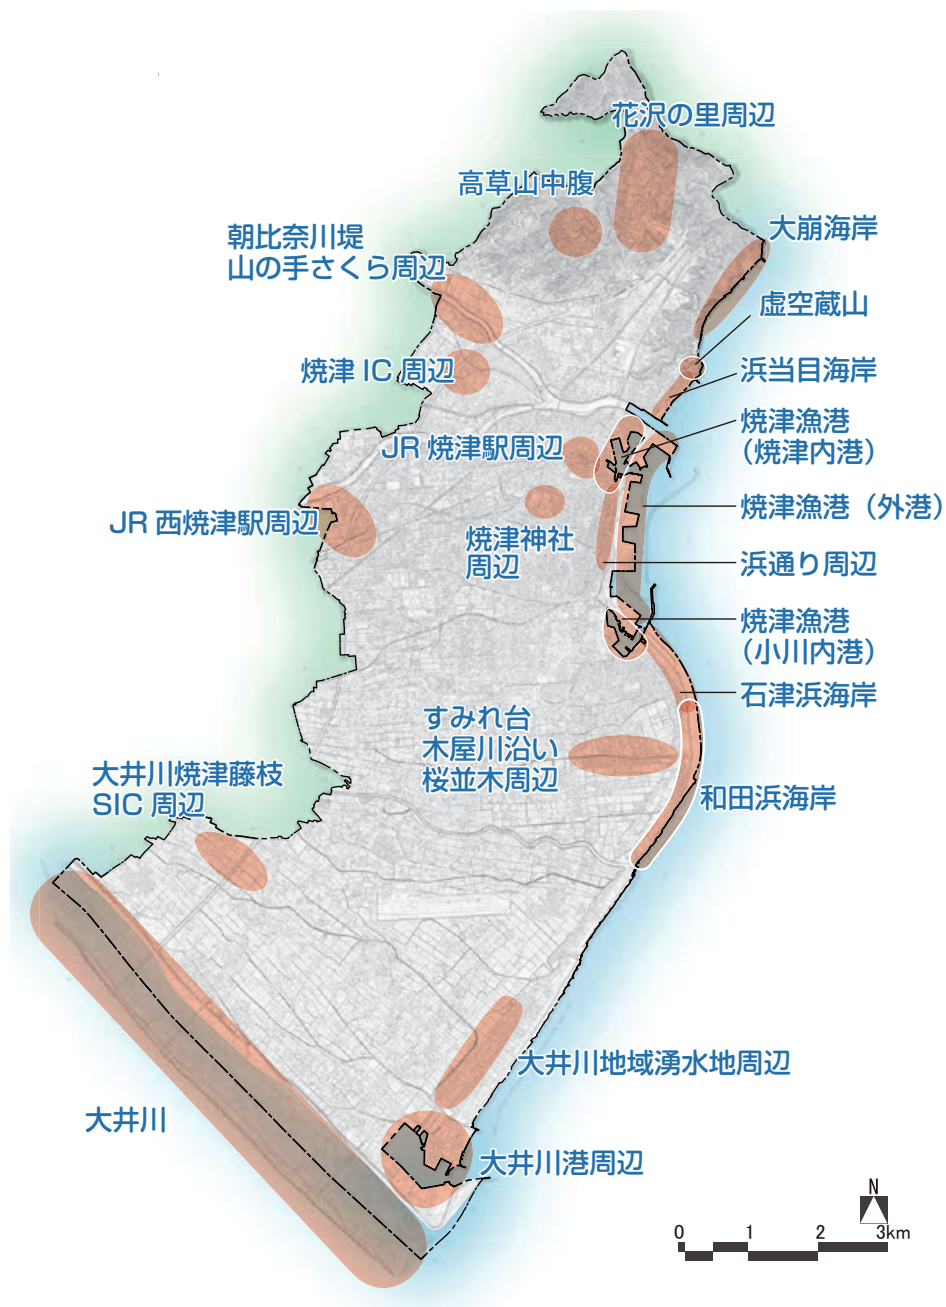 花沢の里周辺
高草山中腹
大崩海岸
朝比奈川堤
山の手さくら周辺
虚空蔵山
焼津 IC 周辺
浜当目海岸
焼津漁港
（焼津内港）
JR 焼津駅周辺
焼津漁港（外港）
JR 西焼津駅周辺
焼津神社
周辺
浜通り周辺
焼津漁港
（小川内港）
石津浜海岸
すみれ台
木屋川沿い
桜並木周辺
大井川焼津藤枝
SIC 周辺
和田浜海岸
大井川地域湧水地周辺
大井川
大井川港周辺
N
0 1 2 3km